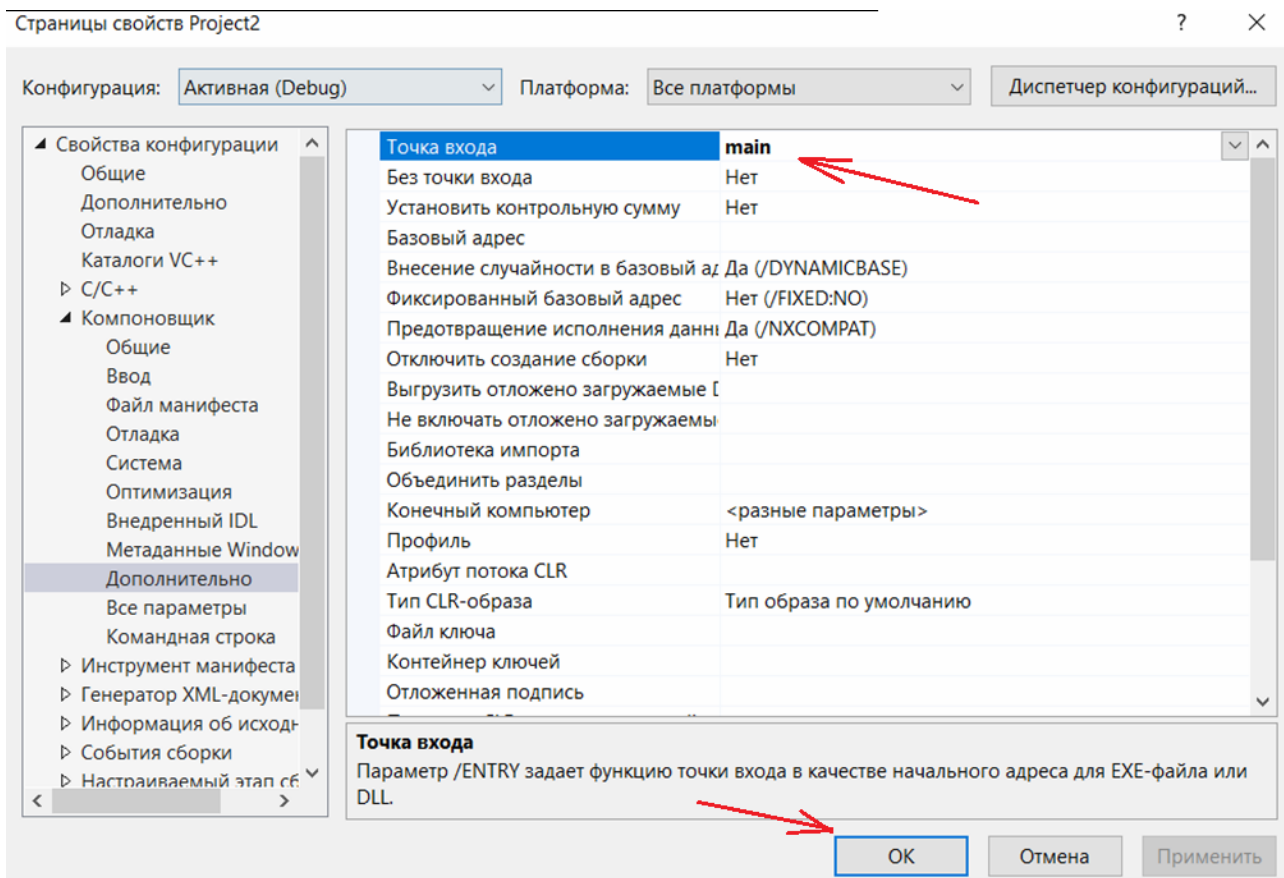 Страницы свойств Project2
?
Конфигурация: Активная (Debug) Платформа: Все платформы Диспетчер конфигураций...
Свойства конфигурации
Общие
Дополнительно
Отладка
Каталоги VC++
C/C++
Компоновщик
Общие
Ввод
Файл манифеста
Отладка
Система
Оптимизация
Внедренный IDL
Метаданные Window
Дополнительно
Все параметры
Командная строка
Инструмент манифеста
Генератор XML-докумен
Информация об исходн
События сборки
Настраиваемый этап сб
Точка входа main
Без точки входа Нет
Установить контрольную сумму Нет
Базовый адрес
Внесение случайности в базовый ад Да (/DYNAMICBASE)
Фиксированный базовый адрес Нет (/FIXED:NO)
Предотвращение исполнения данн Да (/NXCOMPAT)
Отключить создание сборки Нет
Выгрузить отложено загружаемые D
Не включать отложено загружаемы
Библиотека импорта
Объединить разделы
Конечный компьютер <разные параметры>
Профиль Нет
Атрибут потока CLR
Тип CLR-образа Тип образа по умолчанию
Файл ключа
Контейнер ключей
Отложенная подпись
Точка входа
Параметр /ENTRY задает функцию точки входа в качестве начального адреса для EXE-файла или
DLL.
ОК Отмена Применить